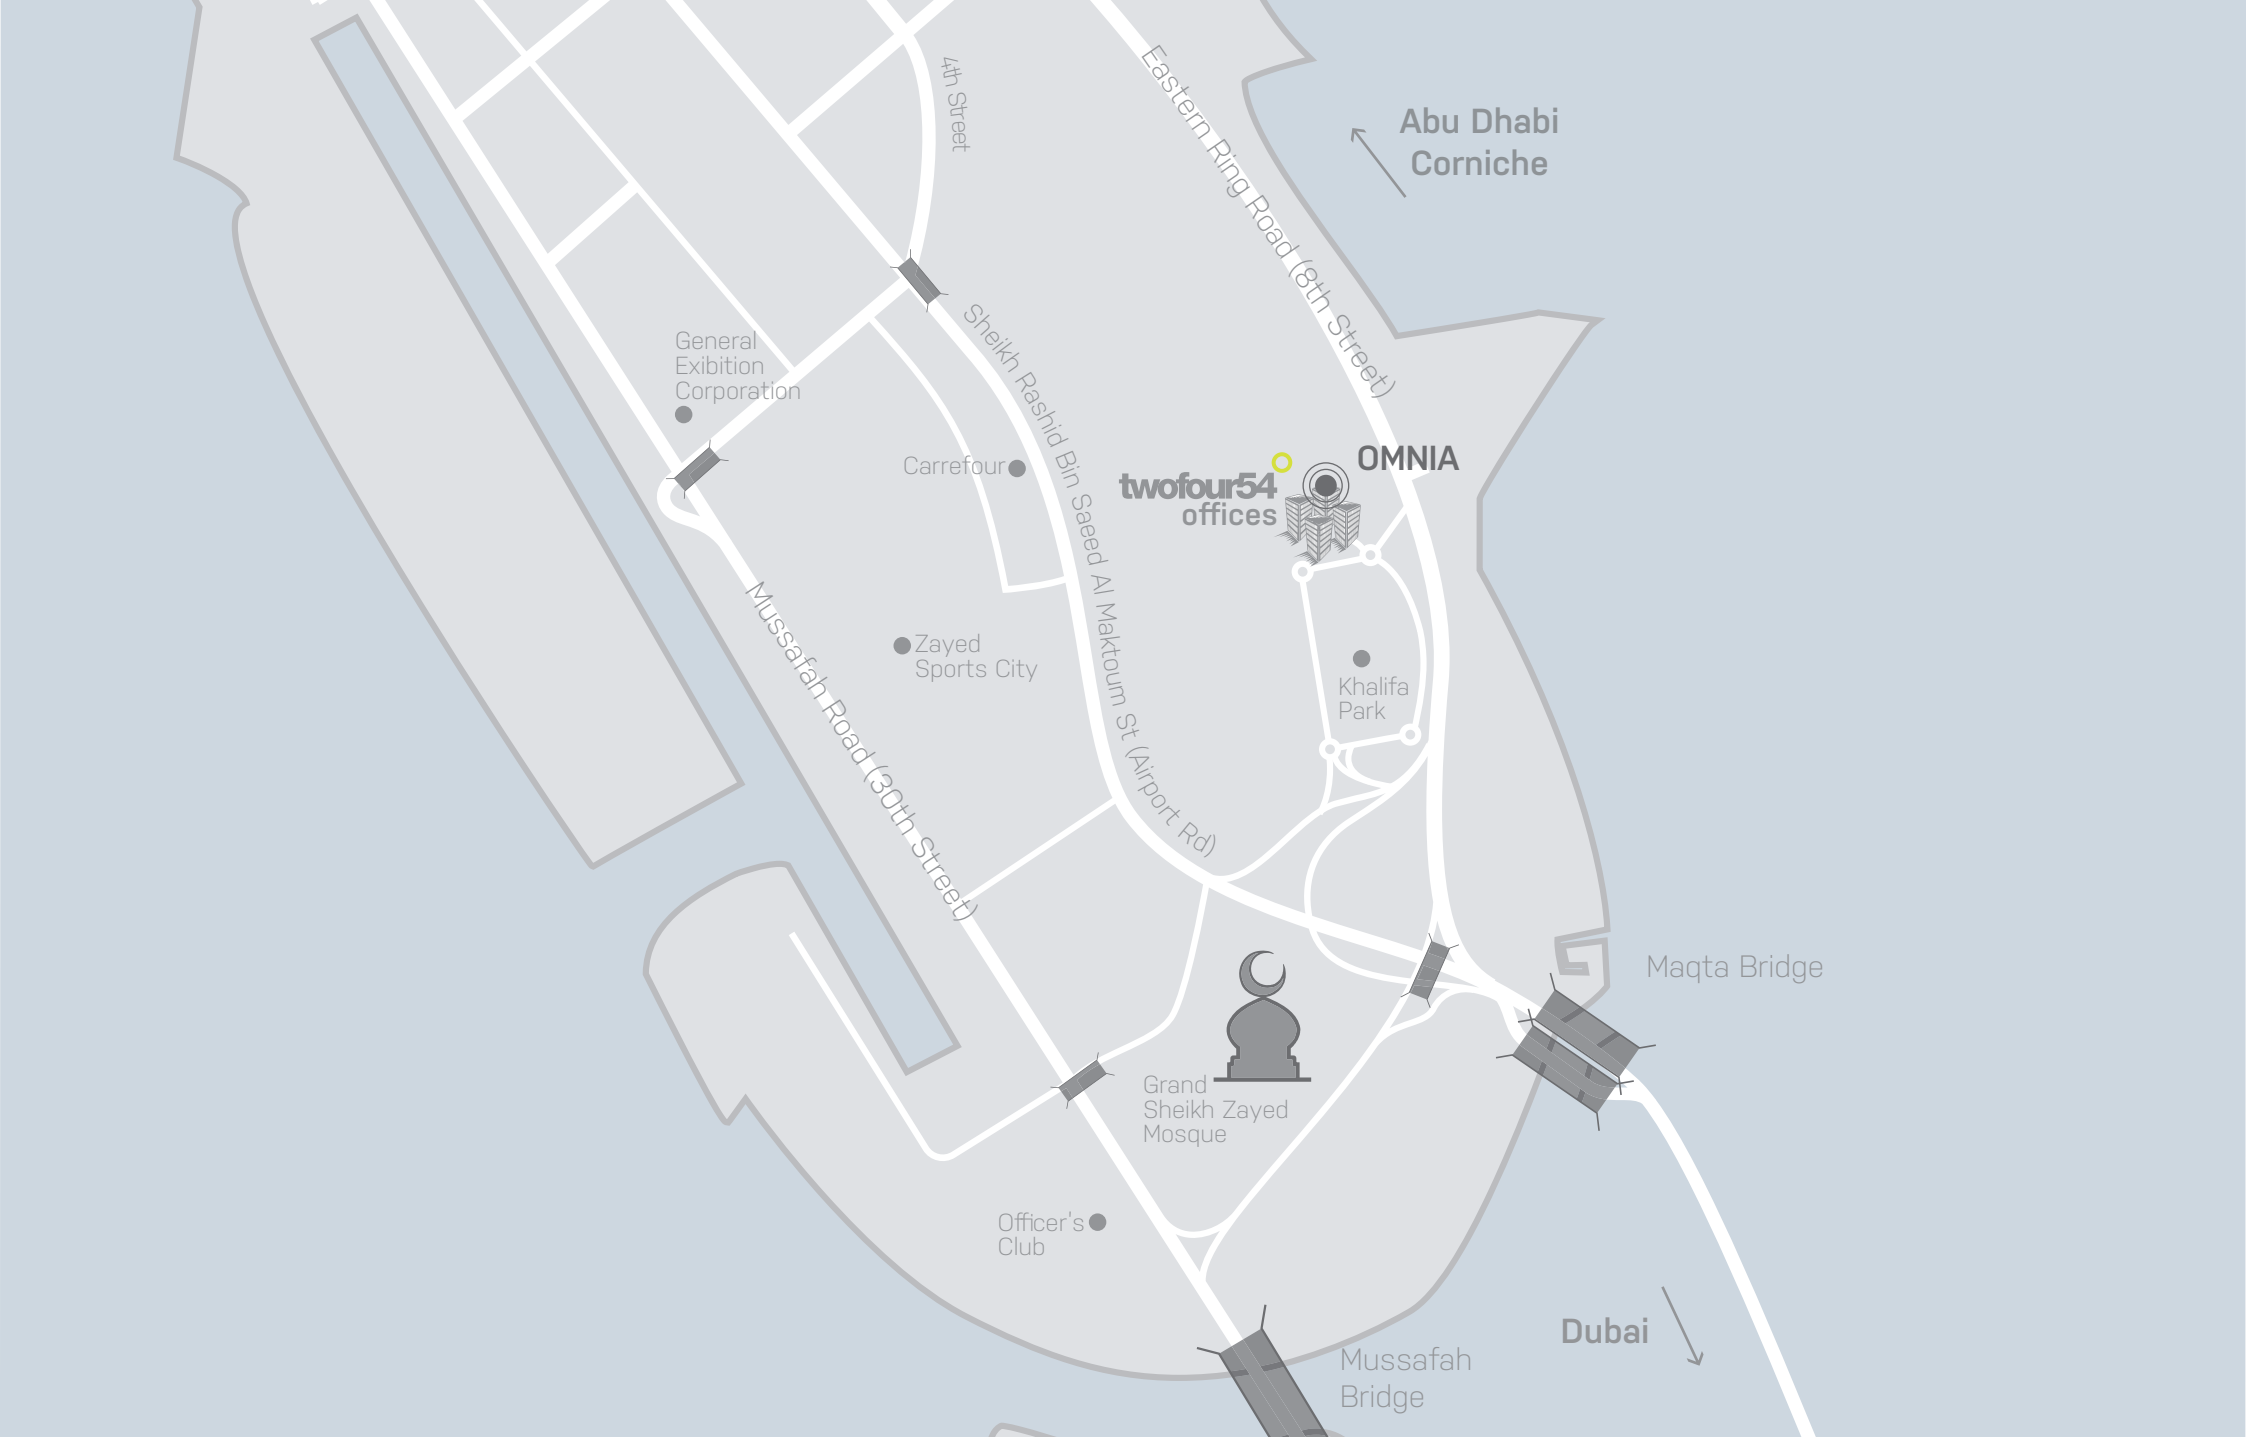 4th Street
Eastern Ring Road (8th Street)
Abu Dhabi
Corniche
General
Exibition
Corporation
Sheikh Rashid Bin Saeed Al Maktoum St (Airport Rd)
Carrefour
OMNIA
twofour54
offices
Mussafah Road (30th Street)
Zayed
Sports City
Khalifa
Park
Maqta Bridge
Grand
Sheikh Zayed
Mosque
Officer's
Club
Dubai
Mussafah
Bridge